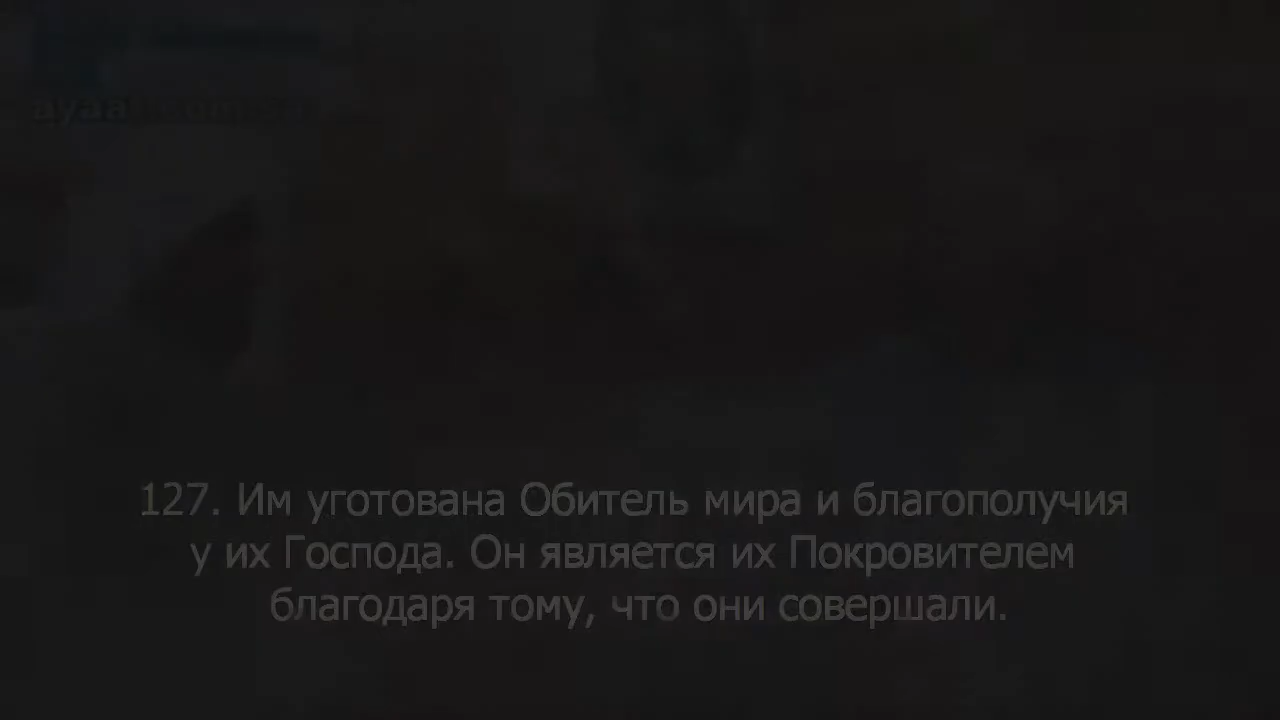 127. Им уготована Обитель мира и благополучия
у их Господа. Он является их Покровителем
благодаря тому, что они совершали.